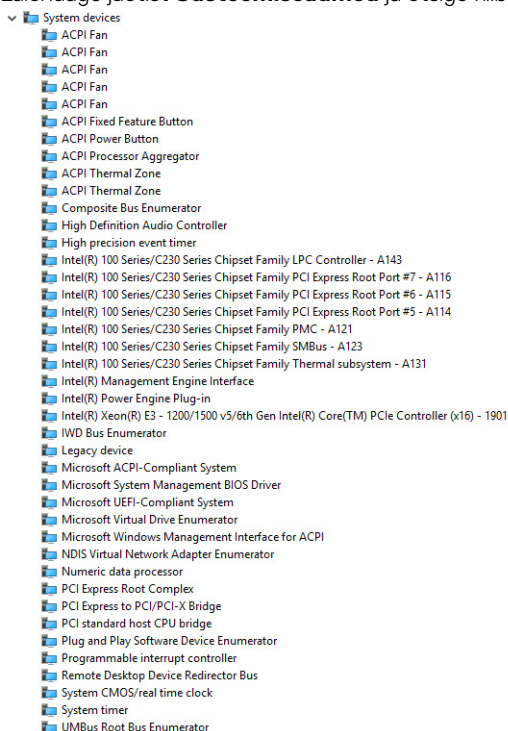 ja
System devices
ACPI Fan
ACPI Fan
ACPI Fan
ACPI Fan
ACPI Fan
ACPI Fixed Feature Button
ACPI Power Button
ACPI Processor Aggregator
ACPI Thermal Zone
ACPI Thermal Zone
Composite Bus Enumerator
High Definition Audio Controller
High precision event timer
Intel(R) 100 Series/C230 Series Chipset Family LPC Controller - A143
Intel(R) 100 Series/C230 Series Chipset Family PCI Express Root Port #7 - A116
Intel(R) 100 Series/C230 Series Chipset Family PCI Express Root Port #6 - A115
Intel(R) 100 Series/C230 Series Chipset Family PCI Express Root Port #5 - A114
Intel(R) 100 Series/C230 Series Chipset Family PMC - A121
Intel(R) 100 Series/C230 Series Chipset Family SMBus - A123
Intel(R) 100 Series/C230 Series Chipset Family Thermal subsystem - A131
Intel(R) Management Engine Interface
Intel(R) Power Engine Plug-in
Intel(R) Xeon(R) E3 - 1200/1500 v5/6th Gen Intel(R) Core(TM) PCIe Controller (x16) - 1901
IWD Bus Enumerator
Legacy device
Microsoft ACPI-Compliant System
Microsoft System Management BIOS Driver
Microsoft UEFI-Compliant System
Microsoft Virtual Drive Enumerator
Microsoft Windows Management Interface for ACPI
NDIS Virtual Network Adapter Enumerator
Numeric data processor
PCI Express Root Complex
PCI Express to PCI/PCI-X Bridge
PCI standard host CPU bridge
Plug and Play Software Device Enumerator
Programmable interrupt controller
Remote Desktop Device Redirector Bus
System CMOS/real time clock
System timer
UMBus Root Bus Enumerator